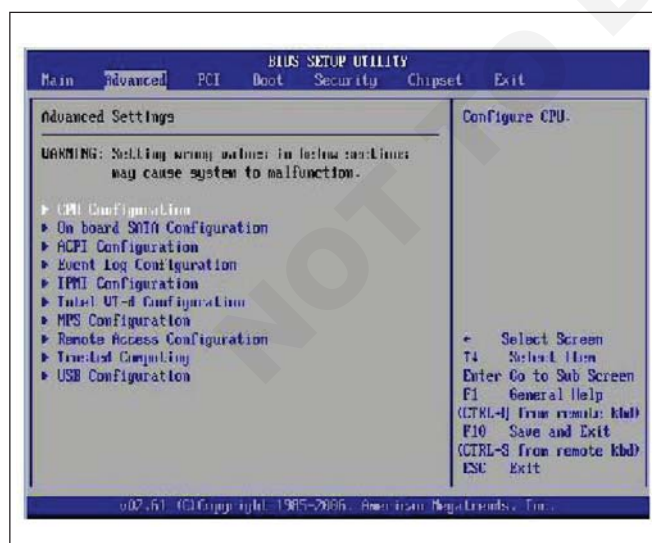 BIOS SETUP UTILITY
Main Advanced PCI Boot Security Chipset Exit
Advanced Settings
WARNING: Setting wrong values in below sections
may cause system to malfunction.
▶ CPU Configuration
▶ On board SATA Configuration
▶ ACPI Configuration
▶ Event Log Configuration
▶ IPMI Configuration
▶ Intel VT-d Configuration
▶ MPS Configuration
▶ Remote Access Configuration
▶ Trusted Computing
▶ USB Configuration
Configure CPU.
← Select Screen
↑↓ Select Item
Enter Go to Sub Screen
F1 General Help
(CTRL-Q from remote kbd)
F10 Save and Exit
(CTRL-S from remote kbd)
ESC Exit
v02.61 (C)Copyright 1985-2006, American Megatrends, Inc.
NOT TO